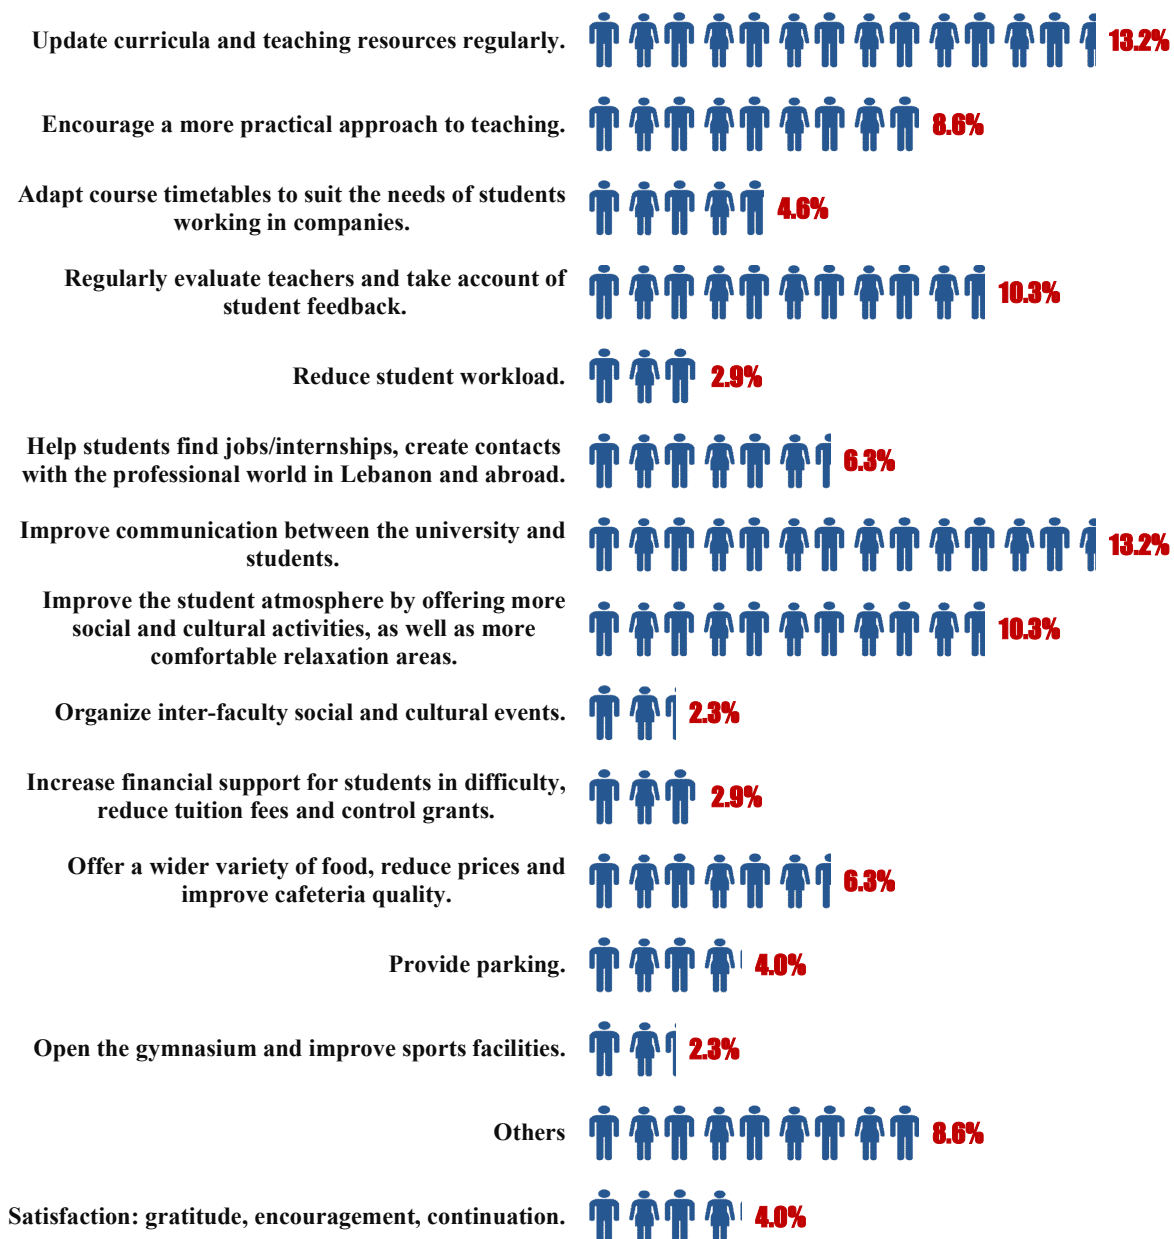 Update curricula and teaching resources regularly.
13.2%
Encourage a more practical approach to teaching.
8.6%
Adapt course timetables to suit the needs of students
working in companies.
4.6%
Regularly evaluate teachers and take account of
student feedback.
10.3%
Reduce student workload.
2.9%
Help students find jobs/internships, create contacts
with the professional world in Lebanon and abroad.
6.3%
Improve communication between the university and
students.
13.2%
Improve the student atmosphere by offering more
social and cultural activities, as well as more
comfortable relaxation areas.
10.3%
Organize inter-faculty social and cultural events.
2.3%
Increase financial support for students in difficulty,
reduce tuition fees and control grants.
2.9%
Offer a wider variety of food, reduce prices and
improve cafeteria quality.
6.3%
Provide parking.
4.0%
Open the gymnasium and improve sports facilities.
2.3%
Others
8.6%
Satisfaction: gratitude, encouragement, continuation.
4.0%